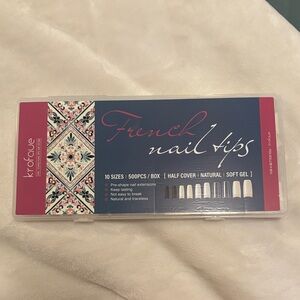 krofaue
French
nail tips
10 SIZES | 500PCS / BOX [ HALF COVER · NATURAL · SOFT GEL ]
Pre-shape nail extensions
Keep lasting
Not easy to break
Natural and traceless